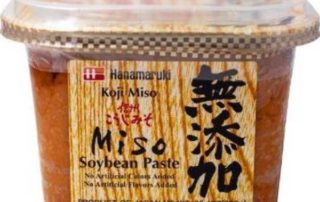 Hanamaruki
Koji Miso
信州
こうじみそ
Miso
Soybean Paste
No Artificial Colors Added
No Artificial Flavors Added
無添加